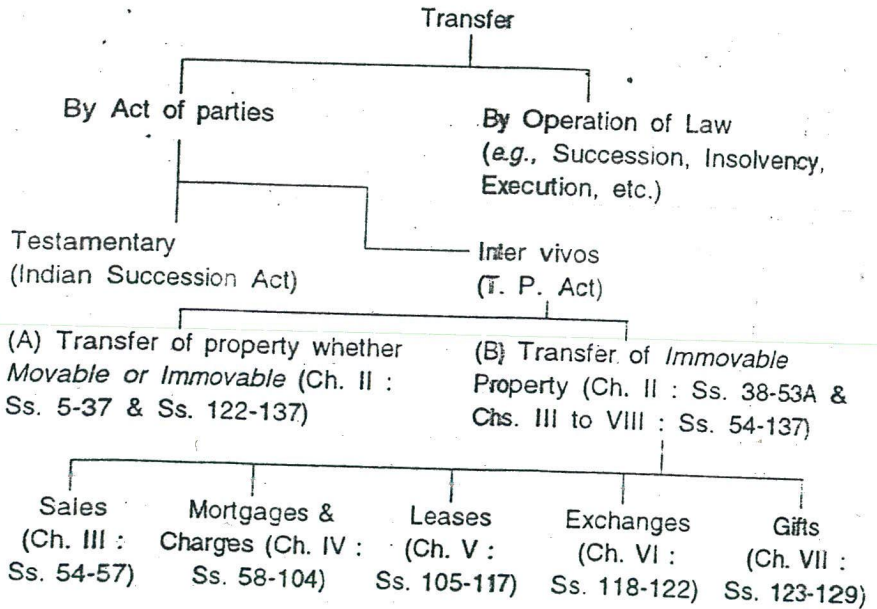 Transfer
By Act of parties
By Operation of Law
(e.g., Succession, Insolvency,
Execution, etc.)
Testamentary
(Indian Succession Act)
Inter vivos
(T. P. Act)
(A) Transfer of property whether
Movable or Immovable (Ch. II :
Ss. 5-37 & Ss. 122-137)
(B) Transfer of Immovable
Property (Ch. II : Ss. 38-53A &
Chs. III to VIII : Ss. 54-137)
Sales
(Ch. III :
Ss. 54-57)
Mortgages &
Charges (Ch. IV :
Ss. 58-104)
Leases
(Ch. V :
Ss. 105-117)
Exchanges
(Ch. VI :
Ss. 118-122)
Gifts
(Ch. VII :
Ss. 123-129)